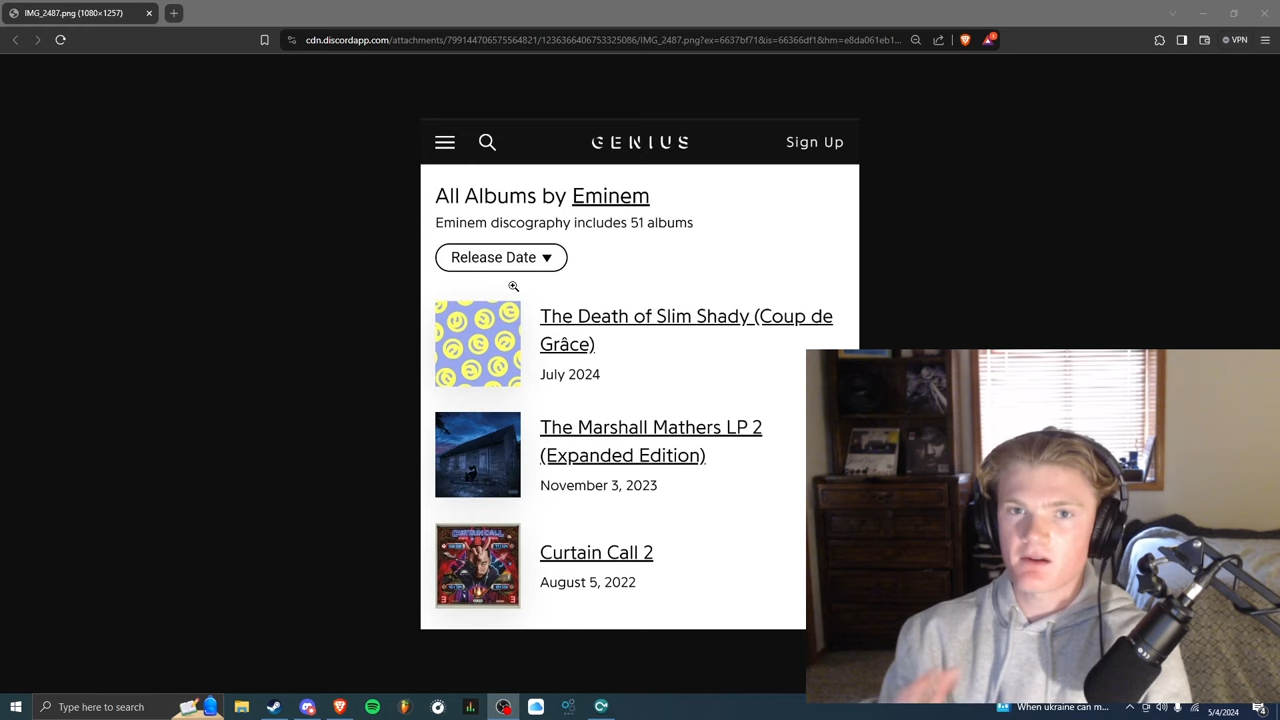 IMG_2487.png (1080×1257)
cdn.discordapp.com/attachments/799144706575564821/1236366406753325086/IMG_2487.png?ex=6637bf71&is=66366df1&hm=e8da061eb1...
VPN
GENIUS
Sign Up
All Albums by Eminem
Eminem discography includes 51 albums
Release Date ▼
The Death of Slim Shady (Coup de
Grâce)
July 2024
The Marshall Mathers LP 2
(Expanded Edition)
November 3, 2023
CURTAIN CALL
Curtain Call 2
August 5, 2022
Type here to search
When ukraine can m...
5/4/2024